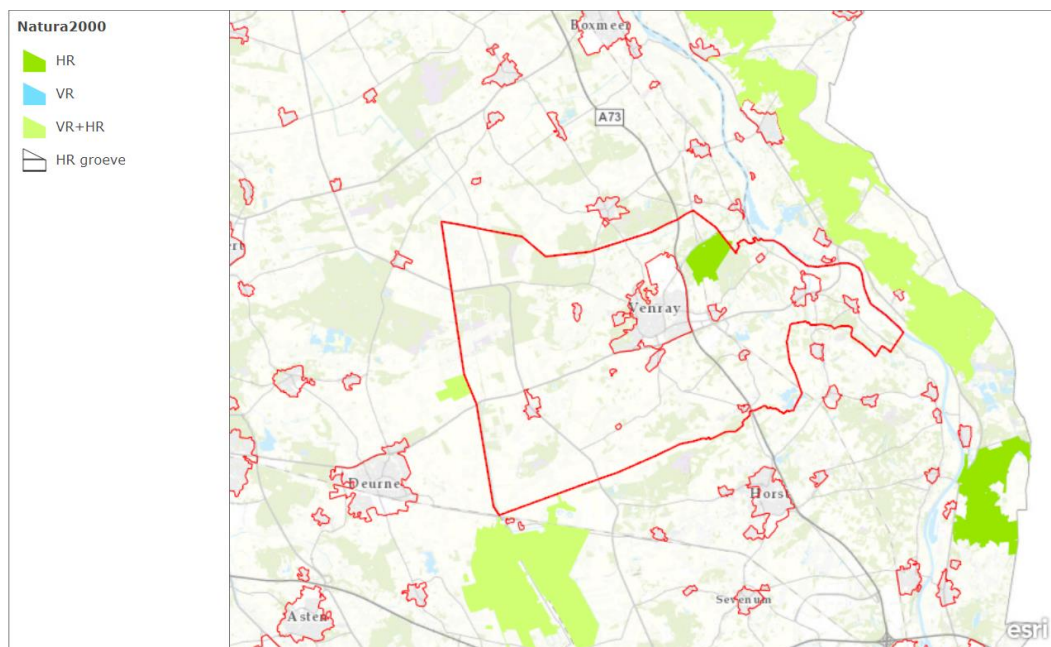 Natura2000
HR
VR
VR+HR
HR groeve
Boxmeer
A73
Venray
Deurne
Horst
Sevenum
Asten
esri